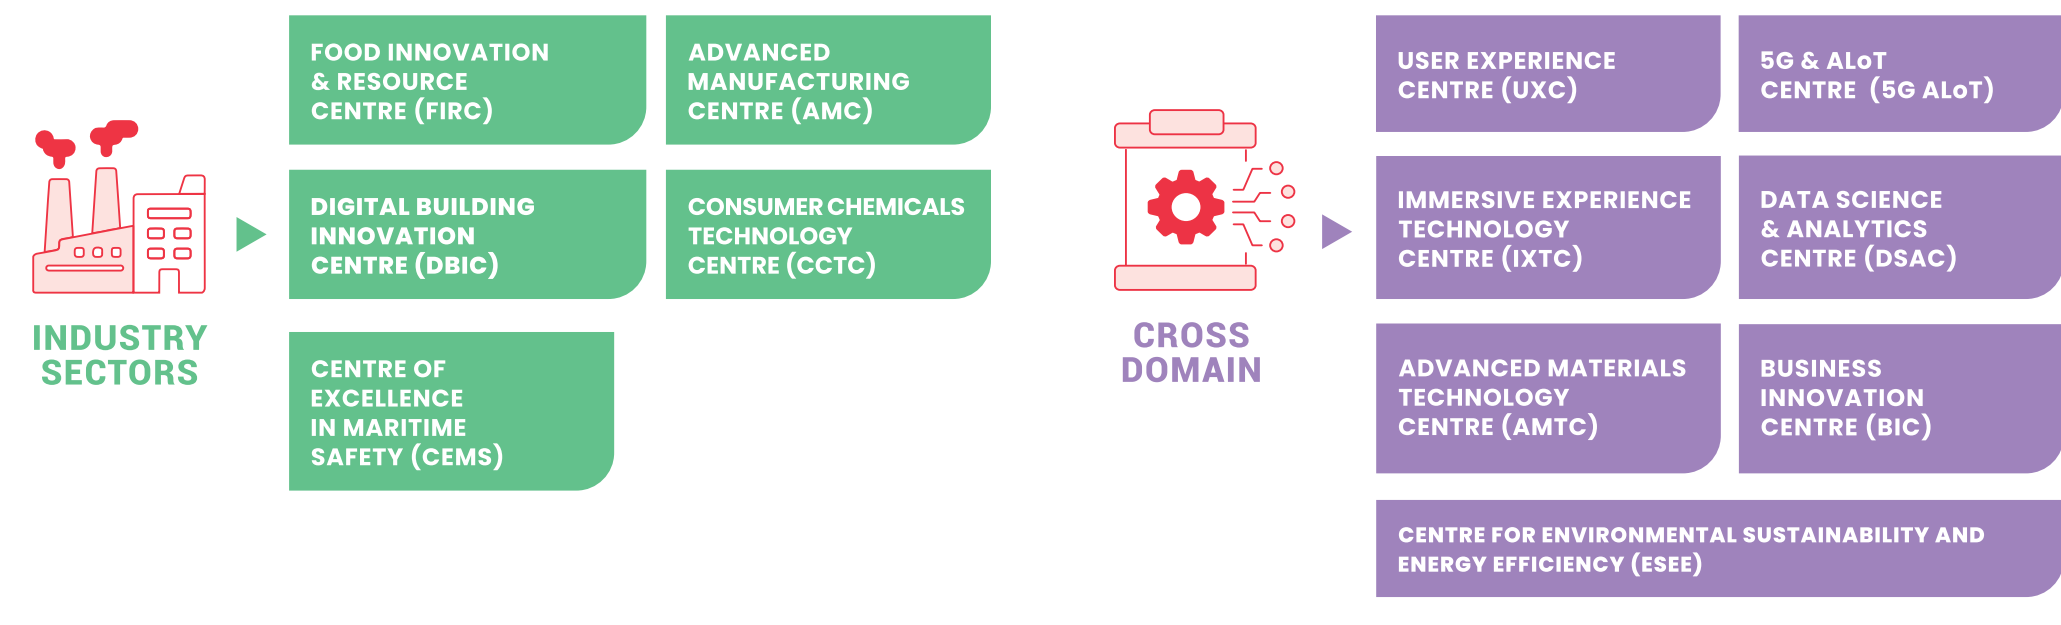 INDUSTRY
SECTORS
FOOD INNOVATION
& RESOURCE
CENTRE (FIRC)
ADVANCED
MANUFACTURING
CENTRE (AMC)
DIGITAL BUILDING
INNOVATION
CENTRE (DBIC)
CONSUMER CHEMICALS
TECHNOLOGY
CENTRE (CCTC)
CENTRE OF
EXCELLENCE
IN MARITIME
SAFETY (CEMS)
CROSS
DOMAIN
USER EXPERIENCE
CENTRE (UXC)
5G & ALoT
CENTRE (5G ALoT)
IMMERSIVE EXPERIENCE
TECHNOLOGY
CENTRE (IXTC)
DATA SCIENCE
& ANALYTICS
CENTRE (DSAC)
ADVANCED MATERIALS
TECHNOLOGY
CENTRE (AMTC)
BUSINESS
INNOVATION
CENTRE (BIC)
CENTRE FOR ENVIRONMENTAL SUSTAINABILITY AND
ENERGY EFFICIENCY (ESEE)